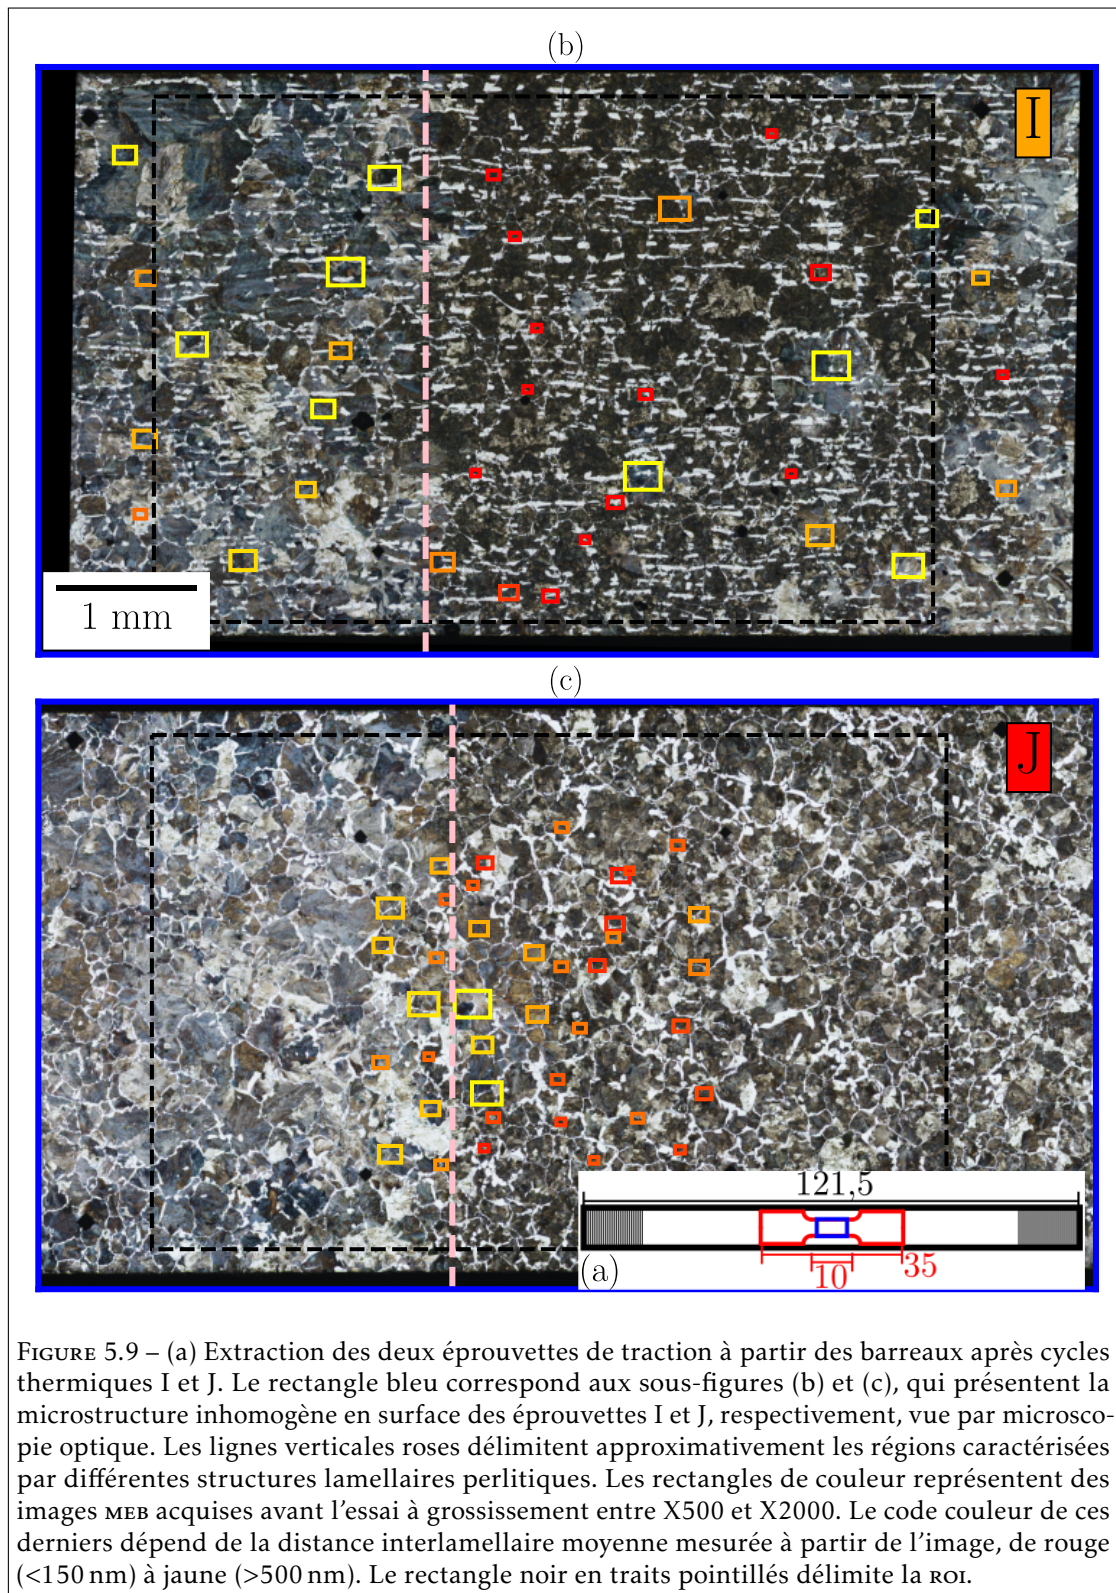 (b)
I
1 mm
(c)
J
121,5
(a)
10
35
FIGURE 5.9 – (a) Extraction des deux éprouvettes de traction à partir des barreaux après cycles
thermiques I et J. Le rectangle bleu correspond aux sous-figures (b) et (c), qui présentent la
microstructure inhomogène en surface des éprouvettes I et J, respectivement, vue par microsco-
pie optique. Les lignes verticales roses délimitent approximativement les régions caractérisées
par différentes structures lamellaires perlitiques. Les rectangles de couleur représentent des
images MEB acquises avant l'essai à grossissement entre X500 et X2000. Le code couleur de ces
derniers dépend de la distance interlamellaire moyenne mesurée à partir de l'image, de rouge
(<150 nm) à jaune (>500 nm). Le rectangle noir en traits pointillés délimite la ROI.